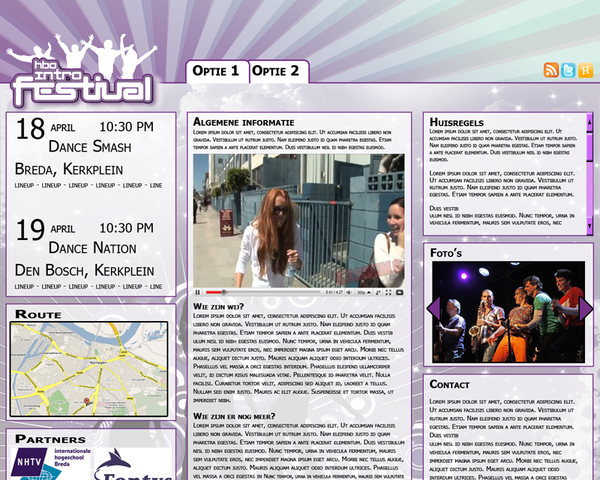 hbo
intro
festival
Optie 1
Optie 2
18 april 10:30 PM
Dance Smash
Breda, Kerkplein
lineup - lineup - lineup - lineup - lineup - line
19 april 10:30 PM
Dance Nation
Den Bosch, Kerkplein
lineup - lineup - lineup - lineup - lineup - line
Route
Partners
NHTV internationale
hogeschool
Breda
Fontys
Algemene informatie
Lorem ipsum dolor sit amet, consectetur adipiscing elit. Ut accumsan facilisis libero non
gravida. Vestibulum ut rutrum justo. Nam eleifend justo id quam pharetra egestas. Etiam
tempor sapien a ante placerat elementum. Duis vestibulum nisl id nibh egestas euismod.
Wie zijn wij?
Lorem ipsum dolor sit amet, consectetur adipiscing elit. Ut accumsan facilisis
libero non gravida. Vestibulum ut rutrum justo. Nam eleifend justo id quam
pharetra egestas. Etiam tempor sapien a ante placerat elementum. Duis vestib
ulum nisl id nibh egestas euismod. Nunc tempor, urna in vehicula fermentum,
mauris sem vulputate eros, nec imperdiet magna ipsum eget arcu. Morbi nec tellus
augue, aliquet dictum justo. Mauris aliquam aliquet odio interdum ultrices.
Phasellus vel massa a orci egestas interdum. Phasellus eleifend ullamcorper
velit, id dictum risus malesuada vitae. Pellentesque id pharetra velit. Nulla
facilisi. Curabitur tortor velit, adipiscing sed aliquet id, laoreet a tellus.
Nullam sed enim justo. Mauris ac elit augue. Suspendisse et tortor massa, ut
imperdiet nibh.
Wie zijn er nog meer?
Lorem ipsum dolor sit amet, consectetur adipiscing elit. Ut accumsan facilisis
libero non gravida. Vestibulum ut rutrum justo. Nam eleifend justo id quam
pharetra egestas. Etiam tempor sapien a ante placerat elementum. Duis vestibulum
nisl id nibh egestas euismod. Nunc tempor, urna in vehicula fermentum, mauris
sem vulputate eros, nec imperdiet magna ipsum eget arcu. Morbi nec tellus augue,
aliquet dictum justo. Mauris aliquam aliquet odio interdum ultrices. Phasellus
vel massa a orci egestas interdum. Phasellus eleifend ullamcorper velit, id
Huisregels
Lorem ipsum dolor sit amet, consectetur
adipiscing elit. Ut accumsan facilisis libero non
gravida. Vestibulum ut rutrum justo. Nam eleifend
justo id quam pharetra egestas. Etiam tempor sapien
a ante placerat elementum. Duis vestibulum nisl id nibh egestas
euismod.
Lorem ipsum dolor sit amet, consectetur
adipiscing elit. Ut accumsan facilisis libero non gravida. Vestibulum
ut rutrum justo. Nam eleifend justo id quam pharetra
egestas. Etiam tempor sapien a ante placerat elementum.
Duis vestib
ulum nisl id nibh egestas euismod. Nunc tempor, urna in
vehicula fermentum, mauris sem vulputate eros, nec
Foto's
Contact
Lorem ipsum dolor sit amet, consectetur
adipiscing elit. Ut accumsan facilisis libero non gravida. Vestibulum
ut rutrum justo. Nam eleifend justo id quam pharetra
egestas. Etiam tempor sapien a ante placerat elementum.
Duis vestib
ulum nisl id nibh egestas euismod. Nunc tempor, urna in
vehicula fermentum, mauris sem vulputate eros, nec
imperdiet magna ipsum eget arcu. Morbi nec tellus
augue, aliquet dictum justo. Mauris aliquam aliquet
odio interdum ultrices. Phasellus vel massa a orci